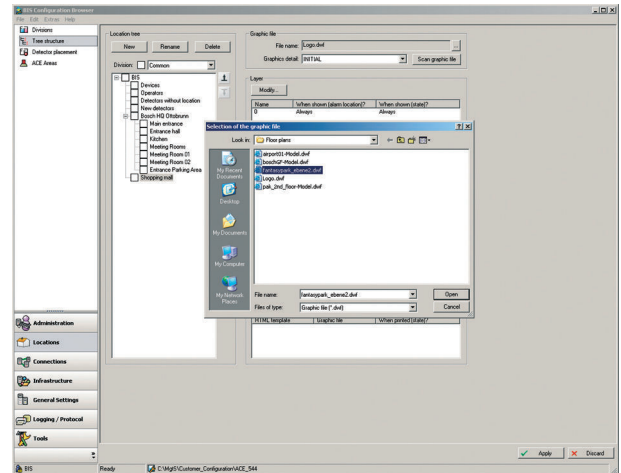 BIS Configuration Browser
File Edit Extras Help
Divisions
Tree structure
Detector placement
ACE Areas
Location tree
New Rename Delete
Division: Common
BIS
Devices
Operators
Detectors without location
New detectors
Bosch HQ Ottobrunn
Main entrance
Entrance hall
Kitchen
Meeting Rooms
Meeting Room 01
Meeting Room 02
Entrance Parking Area
Shopping mall
Graphic file
File name: Logo.dwf ...
Graphics detail: INITIAL Scan graphic file
Layer
Modify...
Name When shown (alarm location)? When shown (state)?
0 Always Always
Selection of the graphic file
Look in: Floor plans
My Recent Documents
Desktop
My Documents
My Computer
My Network Places
airport01-Model.dwf
boschGF-Model.dwf
fantasypark_ebene2.dwf
Logo.dwf
pak_2nd_floor-Model.dwf
File name: fantasypark_ebene2.dwf Open
Files of type: Graphic file (*.dwf) Cancel
HTML template Graphic file When printed (state)?
Administration
Locations
Connections
Infrastructure
General Settings
Logging / Protocol
Tools
Apply Discard
BIS Ready C:\MgtS\Customer_Configuration\ACE_544